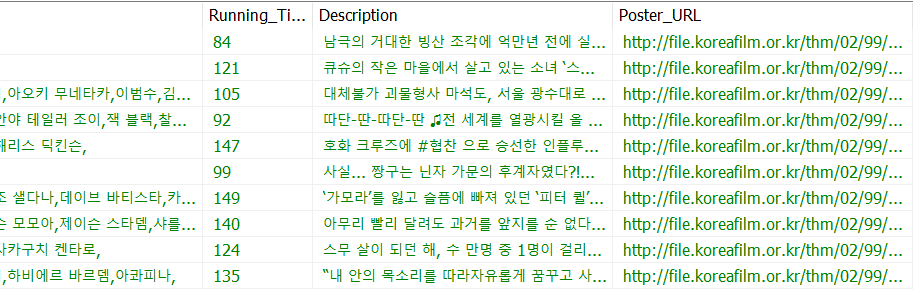 Running_Ti... Description Poster_URL
84 남극의 거대한 빙산 조각에 억만년 전에 실... http://file.koreafilm.or.kr/thm/02/99/...
121 큐슈의 작은 마을에서 살고 있는 소녀 ‘스... http://file.koreafilm.or.kr/thm/02/99/...
,아오키 무네타카,이범수,김... 105 대체불가 괴물형사 마석도, 서울 광수대로 ... http://file.koreafilm.or.kr/thm/02/99/...
안야 테일러 조이,잭 블랙,찰... 92 따단-딴-따단-딴 ♫전 세계를 열광시킬 올 ... http://file.koreafilm.or.kr/thm/02/99/...
해리스 딕킨슨, 147 호화 크루즈에 #협찬 으로 승선한 인플루... http://file.koreafilm.or.kr/thm/02/99/...
99 사실... 짱구는 닌자 가문의 후계자였다?!... http://file.koreafilm.or.kr/thm/02/99/...
조 샐다나,데이브 바티스타,카... 149 ‘가모라’를 잃고 슬픔에 빠져 있던 ‘피터 퀼’... http://file.koreafilm.or.kr/thm/02/99/...
슨 모모아,제이슨 스타뎀,샤를... 140 아무리 빨리 달려도 과거를 앞지를 순 없다... http://file.koreafilm.or.kr/thm/02/99/...
사카구치 켄타로, 124 스무 살이 되던 해, 수 만명 중 1명이 걸리... http://file.koreafilm.or.kr/thm/02/99/...
,하비에르 바르뎀,아콰피나, 135 “내 안의 목소리를 따라자유롭게 꿈꾸고 사... http://file.koreafilm.or.kr/thm/02/99/...